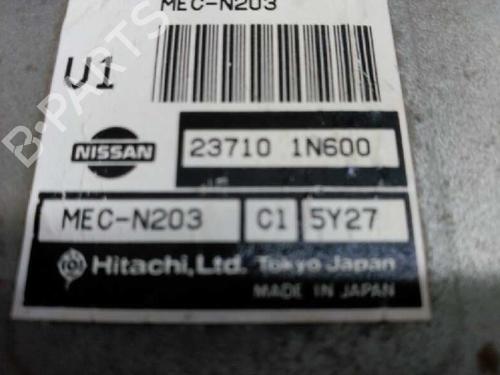 MEC-N203
U1
NISSAN
23710 1N600
MEC-N203 C1 5Y27
Hitachi, Ltd. Tokyo Japan
MADE IN JAPAN
B-PARTS